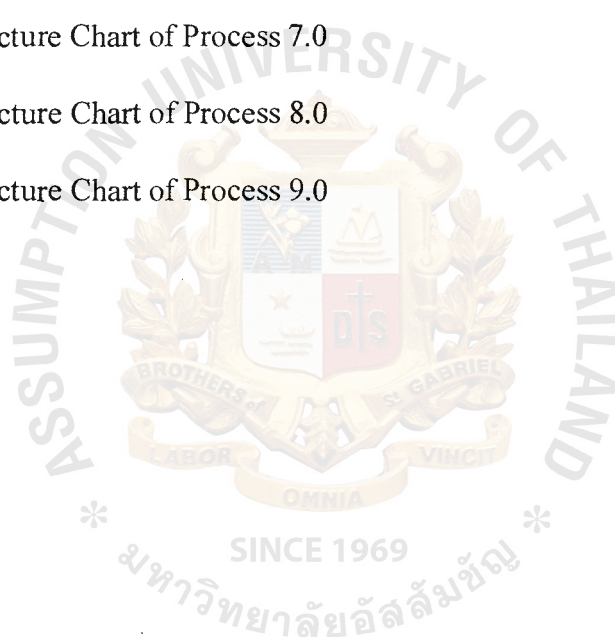 cture Chart of Process 7.0
cture Chart of Process 8.0
cture Chart of Process 9.0
ASSUMPTION UNIVERSITY OF THAILAND
A M
D S
BROTHERS of St GABRIEL
LABOR
OMNIA
VINCIT
* SINCE 1969 *
มหาวิทยาลัยอัสสัมชัญ